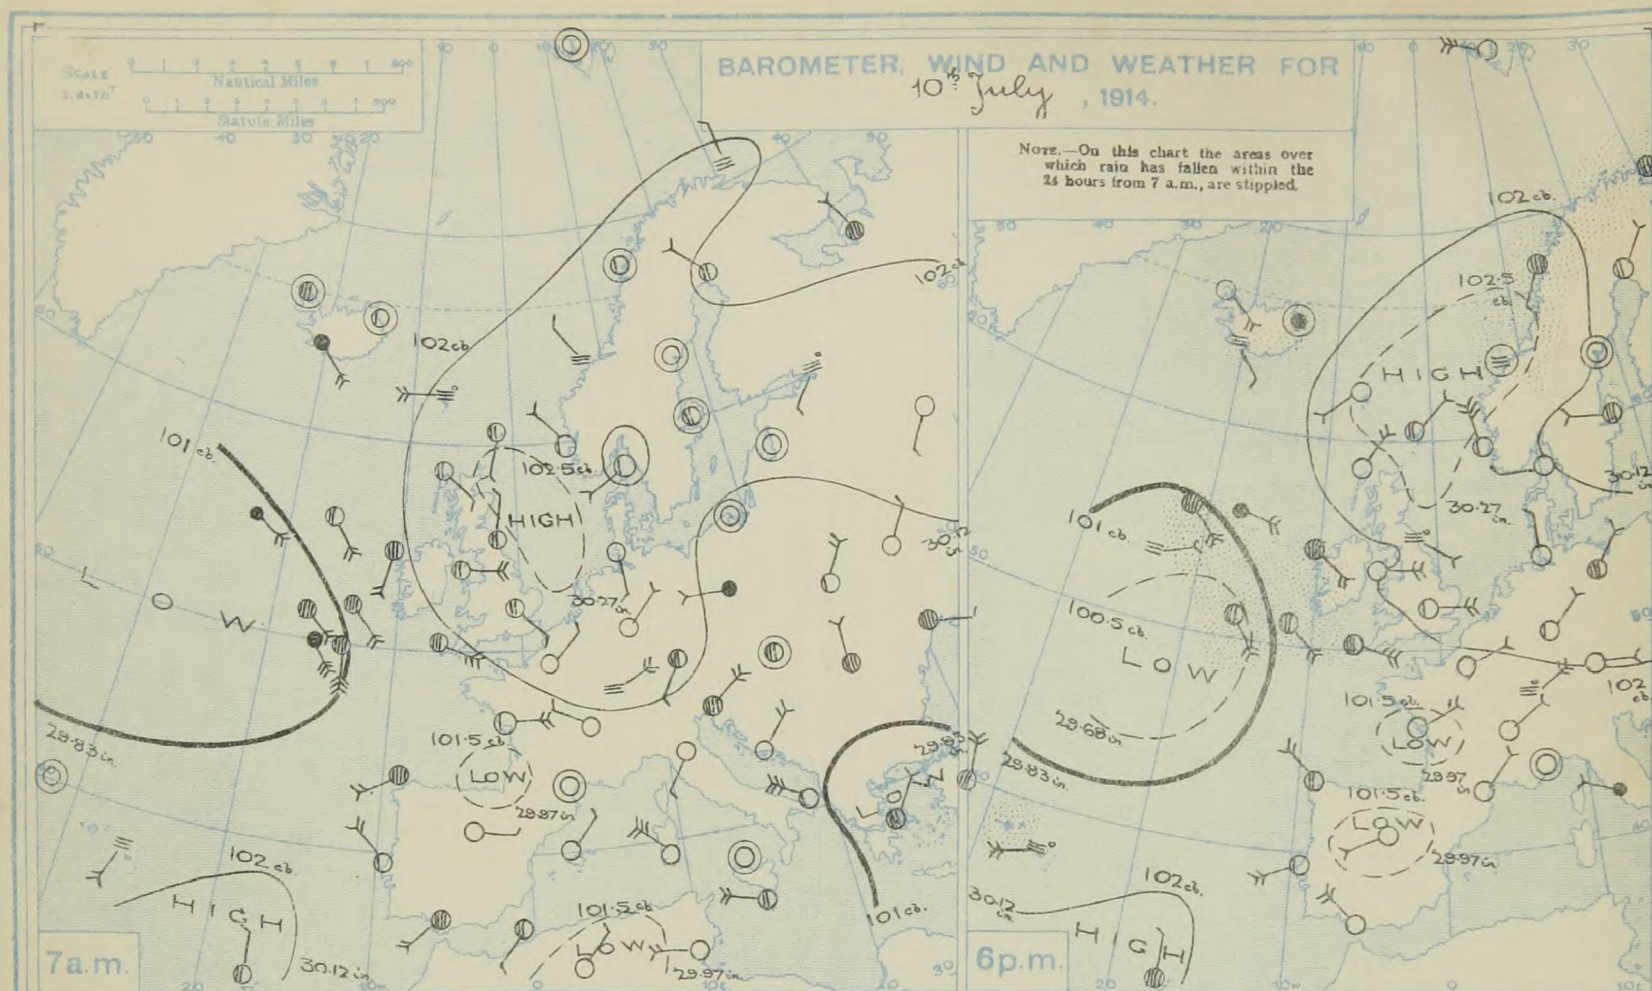 SCALE
Nautical Miles
Statute Miles
BAROMETER, WIND AND WEATHER FOR
10th July, 1914.
NOTE.—On this chart the areas over
which rain has fallen within the
24 hours from 7 a.m., are stippled.
102 cb.
102 cb.
102 cb
102.5 cb.
HIGH
30.27 in.
101 cb.
LOW
29.83 in.
30.12 in
101.5 cb.
LOW
29.97 in
29.83 in
LOW
101 cb.
102 cb.
HIGH
30.12 in.
101.5 cb
LOW
29.97 in.
7 a.m.
102 cb.
102.5 cb.
HIGH
30.12 in
30.27 in.
101 cb.
100.5 cb.
LOW
29.68 in
29.83 in.
102 cb.
101.5 cb.
LOW
29.97 in
101.5 cb.
LOW
29.97 in
102 cb.
30.12 in
HIGH
6 p.m.